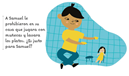 A Samuel le
prohibieron en su
casa que jugara con
muñecas y lavara
los platos. ¿Es justo
para Samuel?